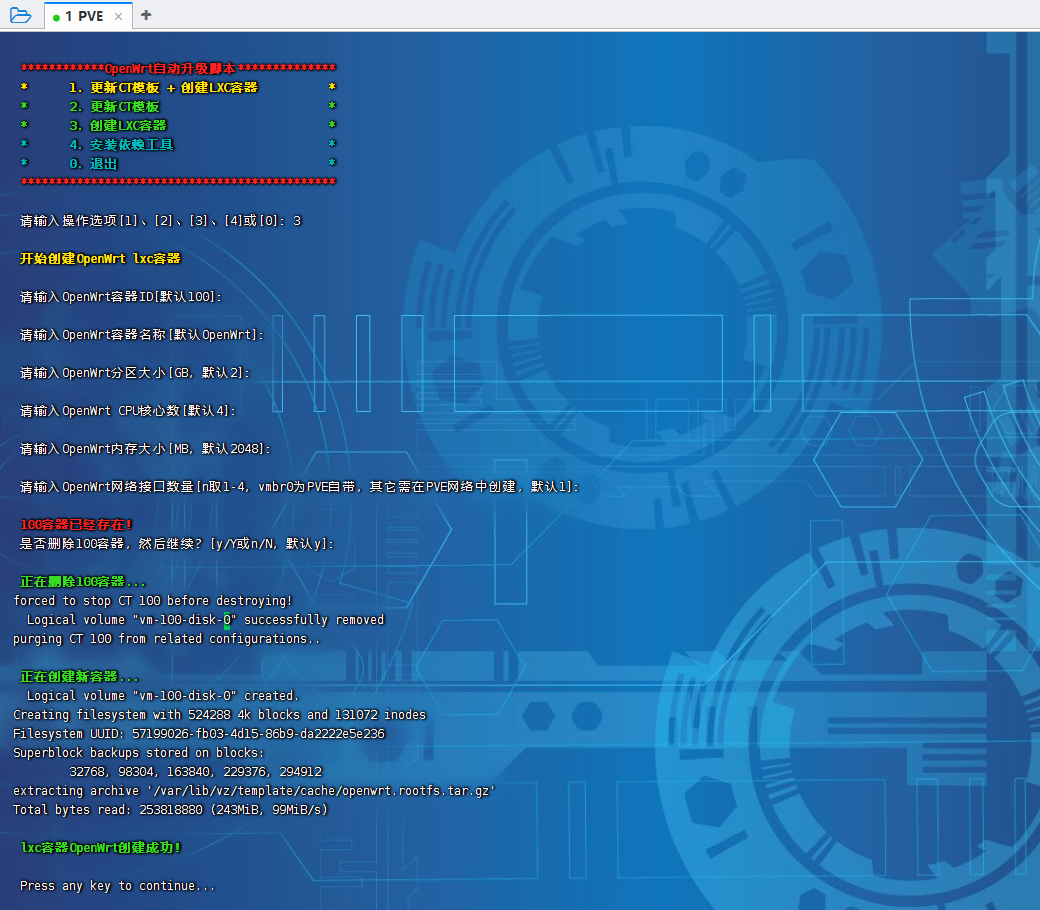 1 PVE × +
************OpenWrt自动升级脚本**************
* 1. 更新CT模板 + 创建LXC容器 *
* 2. 更新CT模板 *
* 3. 创建LXC容器 *
* 4. 安装依赖工具 *
* 0. 退出 *
*********************************************
请输入操作选项[1]、[2]、[3]、[4]或[0]: 3
开始创建OpenWrt lxc容器
请输入OpenWrt容器ID[默认100]:
请输入OpenWrt容器名称[默认OpenWrt]:
请输入OpenWrt分区大小[GB, 默认2]:
请输入OpenWrt CPU核心数[默认4]:
请输入OpenWrt内存大小[MB, 默认2048]:
请输入OpenWrt网络接口数量[n取1-4, vmbr0为PVE自带, 其它需在PVE网络中创建, 默认1]:
100容器已经存在!
是否删除100容器, 然后继续? [y/Y或n/N, 默认y]:
正在删除100容器...
forced to stop CT 100 before destroying!
Logical volume "vm-100-disk-0" successfully removed
purging CT 100 from related configurations..
正在创建新容器...
Logical volume "vm-100-disk-0" created.
Creating filesystem with 524288 4k blocks and 131072 inodes
Filesystem UUID: 57199026-fb03-4d15-86b9-da2222e5e236
Superblock backups stored on blocks:
32768, 98304, 163840, 229376, 294912
extracting archive '/var/lib/vz/template/cache/openwrt.rootfs.tar.gz'
Total bytes read: 253818880 (243MiB, 99MiB/s)
lxc容器OpenWrt创建成功!
Press any key to continue...